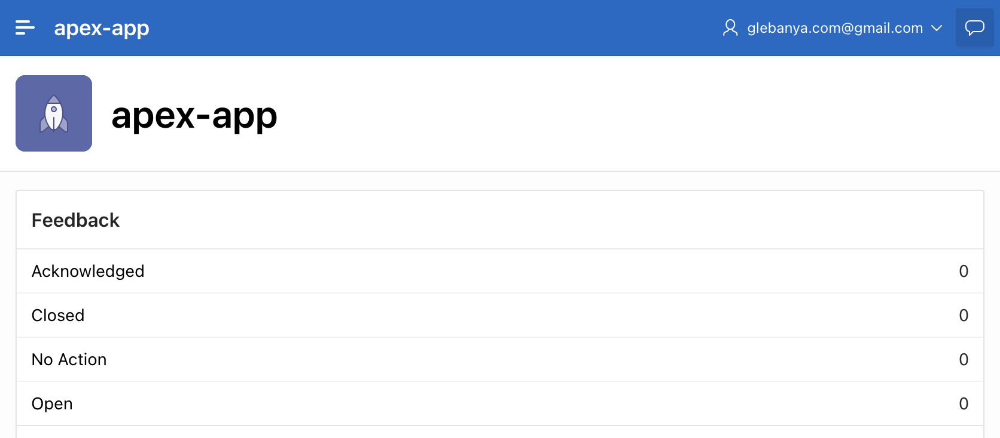 apex-app
glebanya.com@gmail.com
apex-app
Feedback
Acknowledged 0
Closed 0
No Action 0
Open 0